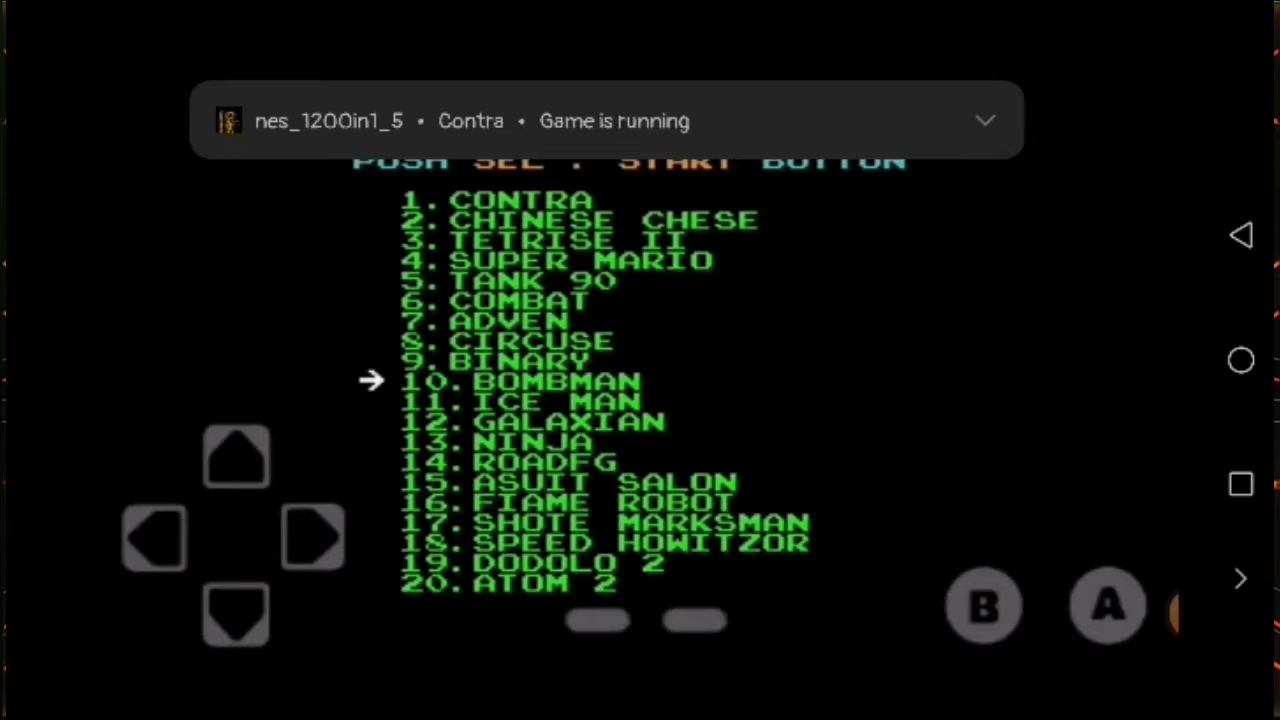 nes_1200in1_5 • Contra • Game is running
PUSH SEL . START BUTTON
1. CONTRA
2. CHINESE CHESE
3. TETRISE II
4. SUPER MARIO
5. TANK 90
6. COMBAT
7. ADVEN
8. CIRCUSE
9. BINARY
10. BOMBMAN
11. ICE MAN
12. GALAXIAN
13. NINJA
14. ROADFG
15. ASUIT SALON
16. FIAME ROBOT
17. SHOTE MARKSMAN
18. SPEED HOWITZOR
19. DODOLO 2
20. ATOM 2
B A